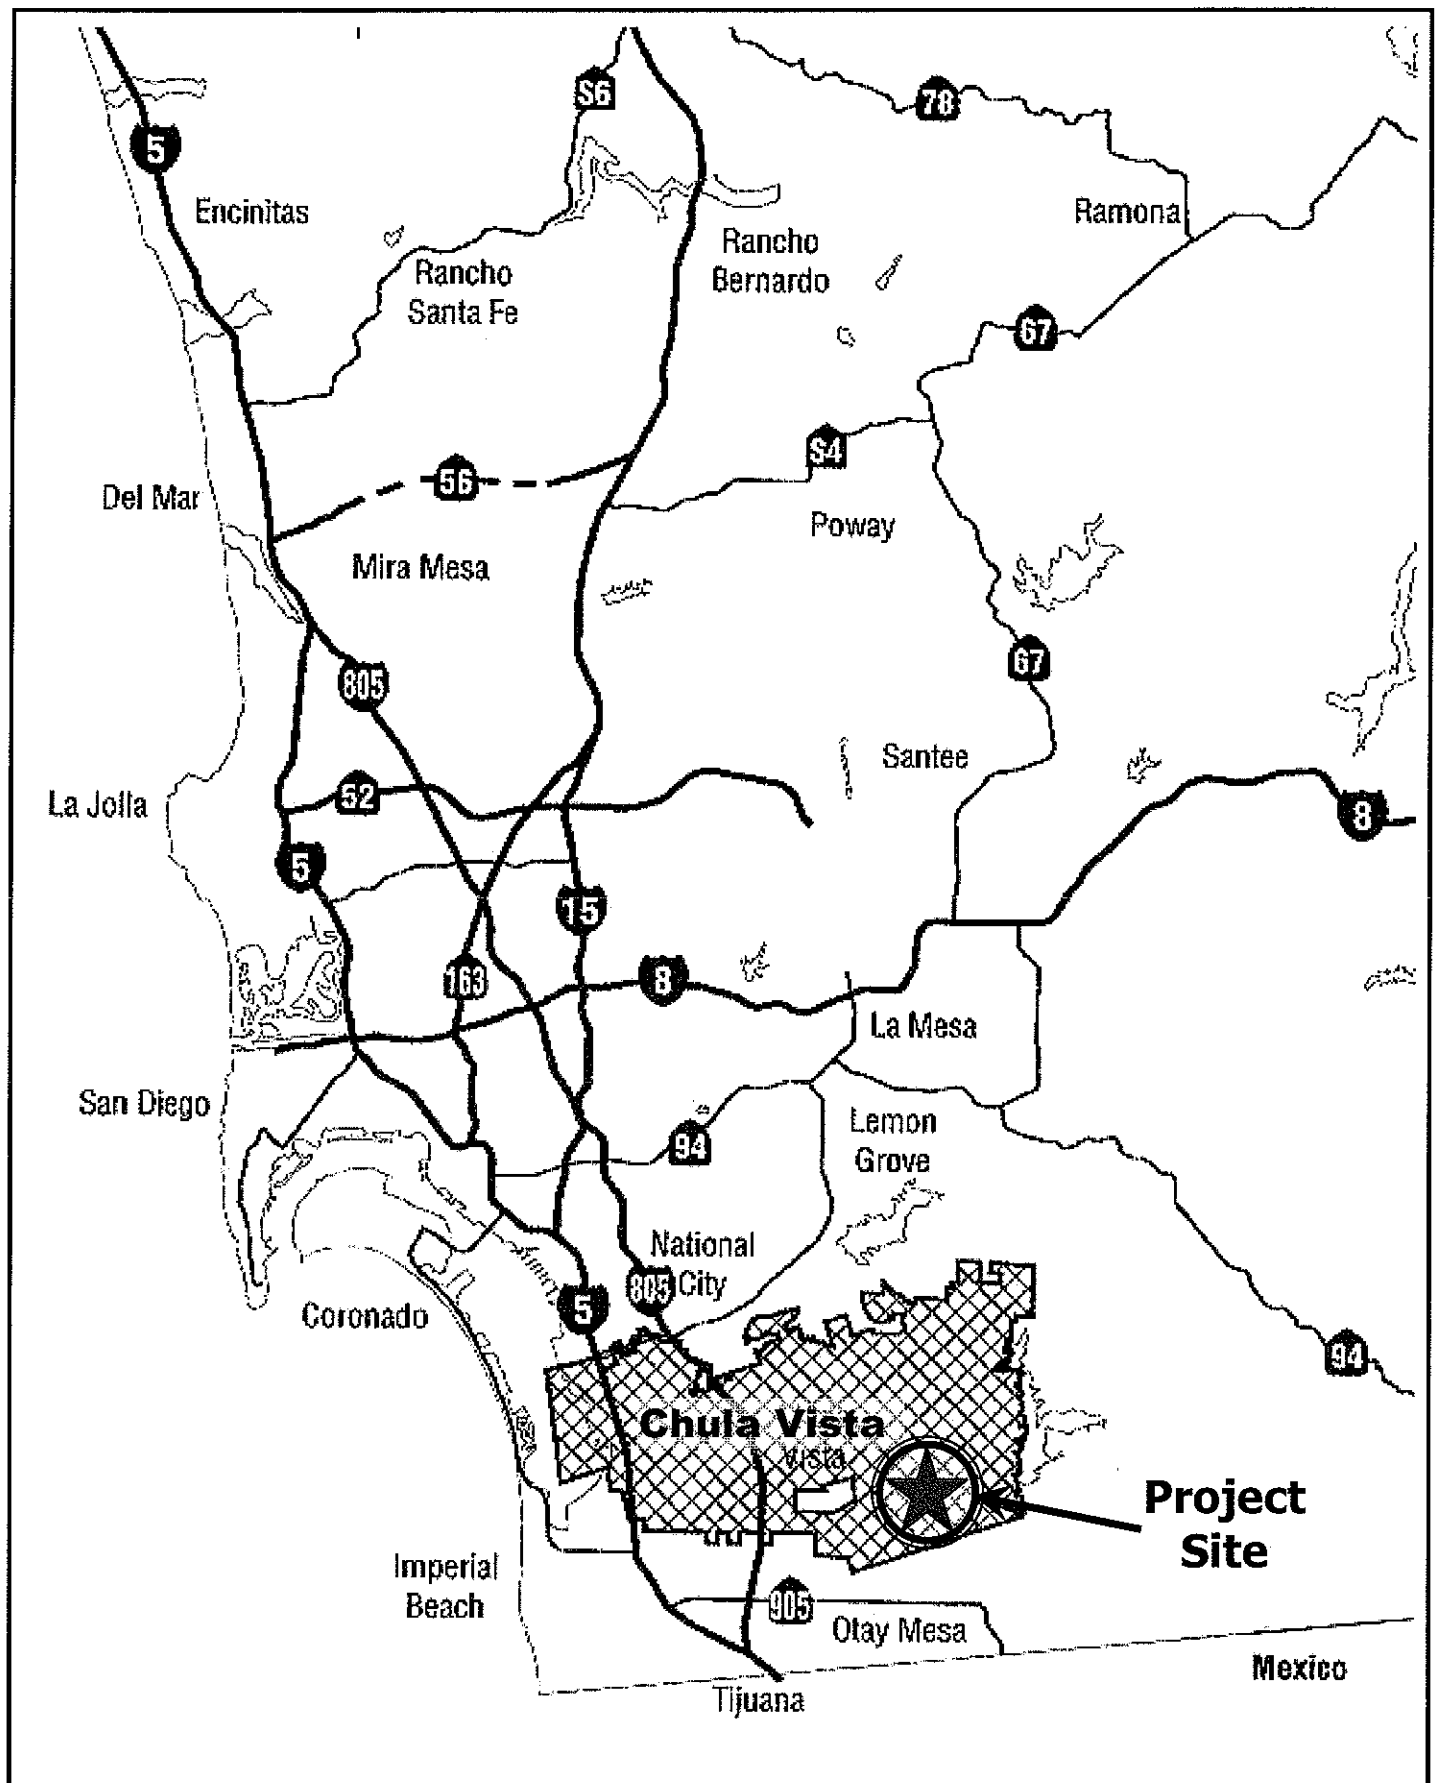 S6
78
5
Encinitas
Ramona
Rancho
Bernardo
Rancho
Santa Fe
67
S4
56
Del Mar
Poway
Mira Mesa
67
805
Santee
52
La Jolla
8
5
15
163
8
La Mesa
San Diego
94
Lemon
Grove
National
City
805
5
Coronado
94
Chula Vista
Vista
Project
Site
Imperial
Beach
905
Otay Mesa
Mexico
Tijuana